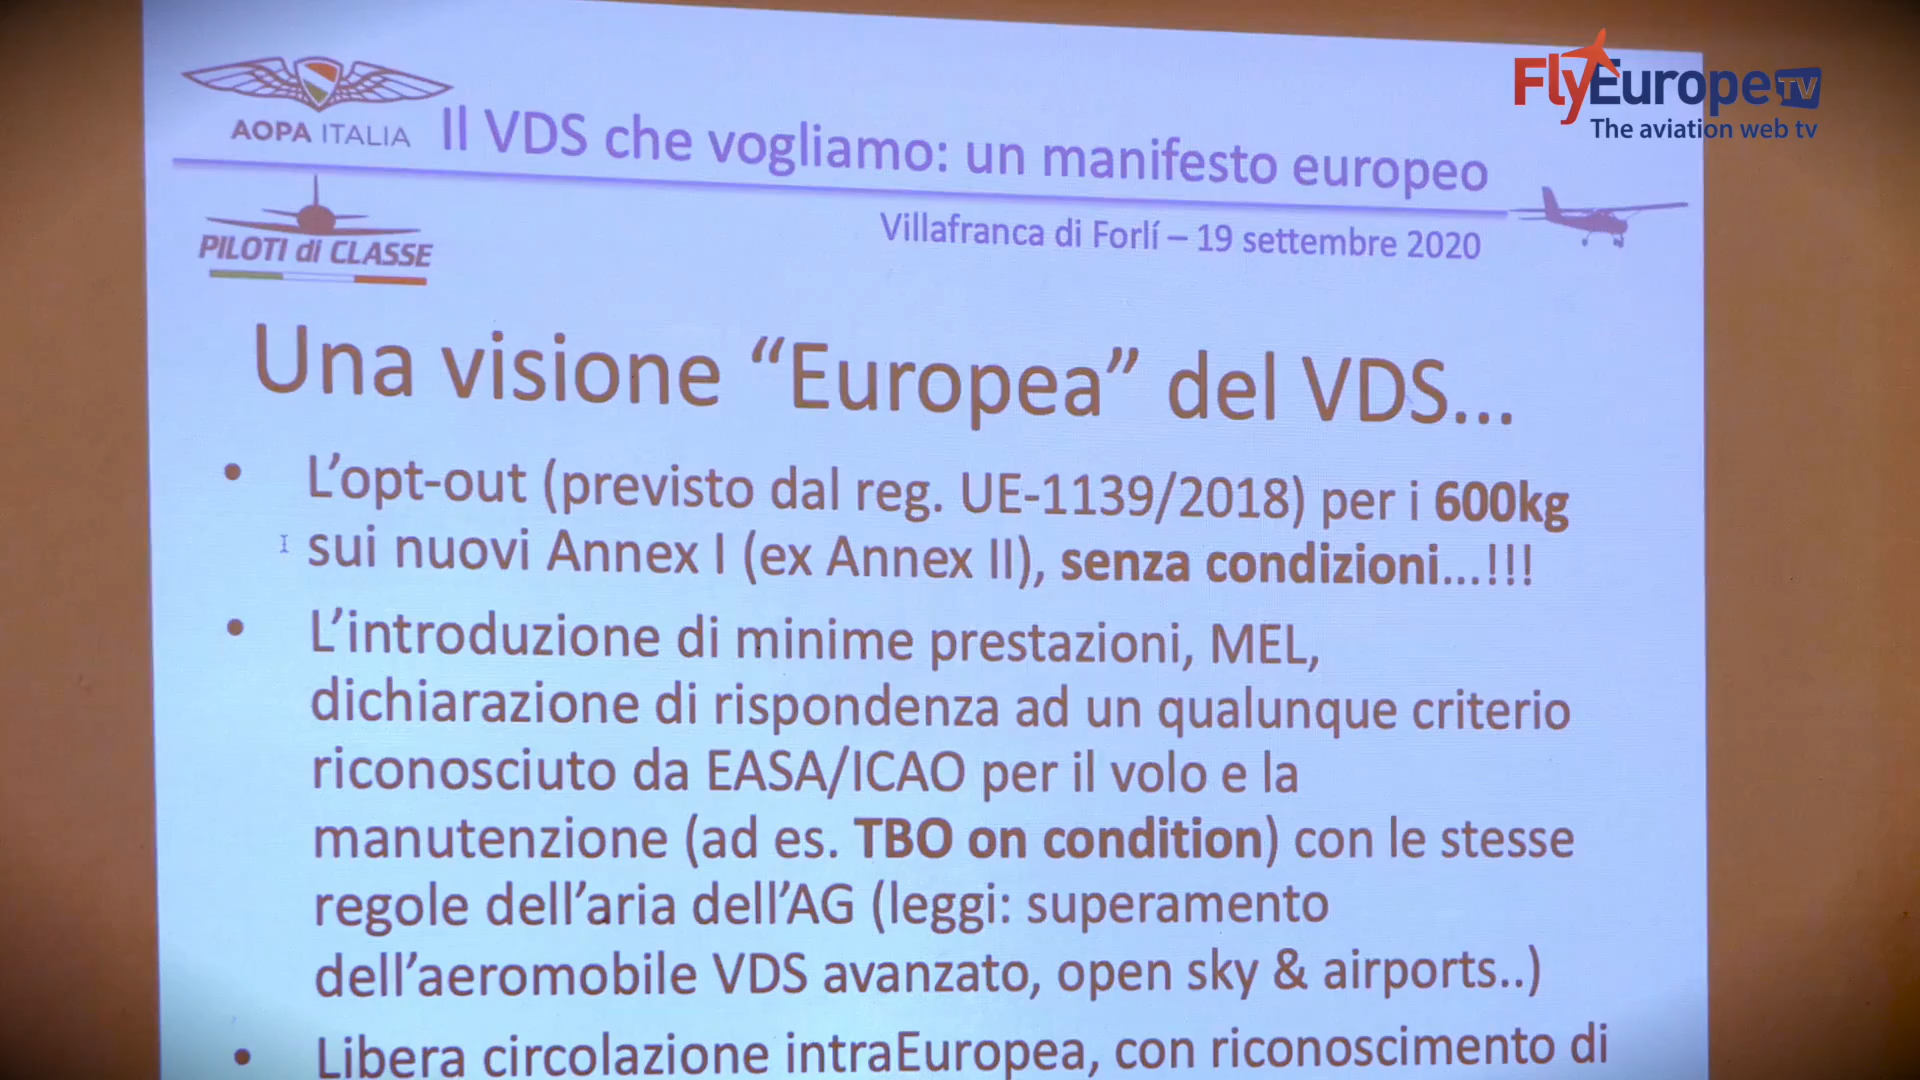 FlyEurope TV
The aviation web tv
AOPA ITALIA
Il VDS che vogliamo: un manifesto europeo
PILOTI di CLASSE
Villafranca di Forlí – 19 settembre 2020
Una visione “Europea” del VDS...
• L’opt-out (previsto dal reg. UE-1139/2018) per i 600kg
sui nuovi Annex I (ex Annex II), senza condizioni...!!!
• L’introduzione di minime prestazioni, MEL,
dichiarazione di rispondenza ad un qualunque criterio
riconosciuto da EASA/ICAO per il volo e la
manutenzione (ad es. TBO on condition) con le stesse
regole dell’aria dell’AG (leggi: superamento
dell’aeromobile VDS avanzato, open sky & airports..)
• Libera circolazione intraEuropea, con riconoscimento di